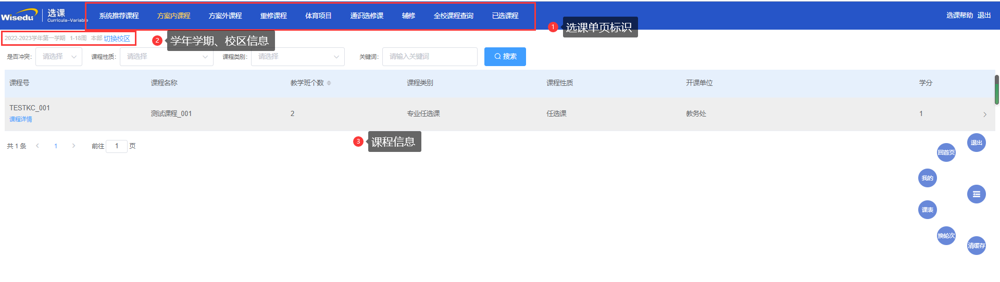 Wisedu 选课 Curricula-Variable 系统推荐课程 方案内课程 方案外课程 重修课程 体育项目 通识选修课 辅修 全校课程查询 已选课程 1 选课单页标识 选课帮助 退出
2022-2023学年第一学期 1-18周 本部 切换校区 2 学年学期、校区信息
是否冲突: 请选择 课程性质: 请选择 课程类别: 请选择 关键词: 请输入关键词 搜索
课程号 课程名称 教学班个数 课程类别 课程性质 开课单位 学分
TESTKC_001 测试课程_001 2 专业任选课 任选课 教务处 1
课程详情
共 1 条 1 前往 1 页
3 课程信息
退出
回首页
我的
课表
换轮次
清缓存